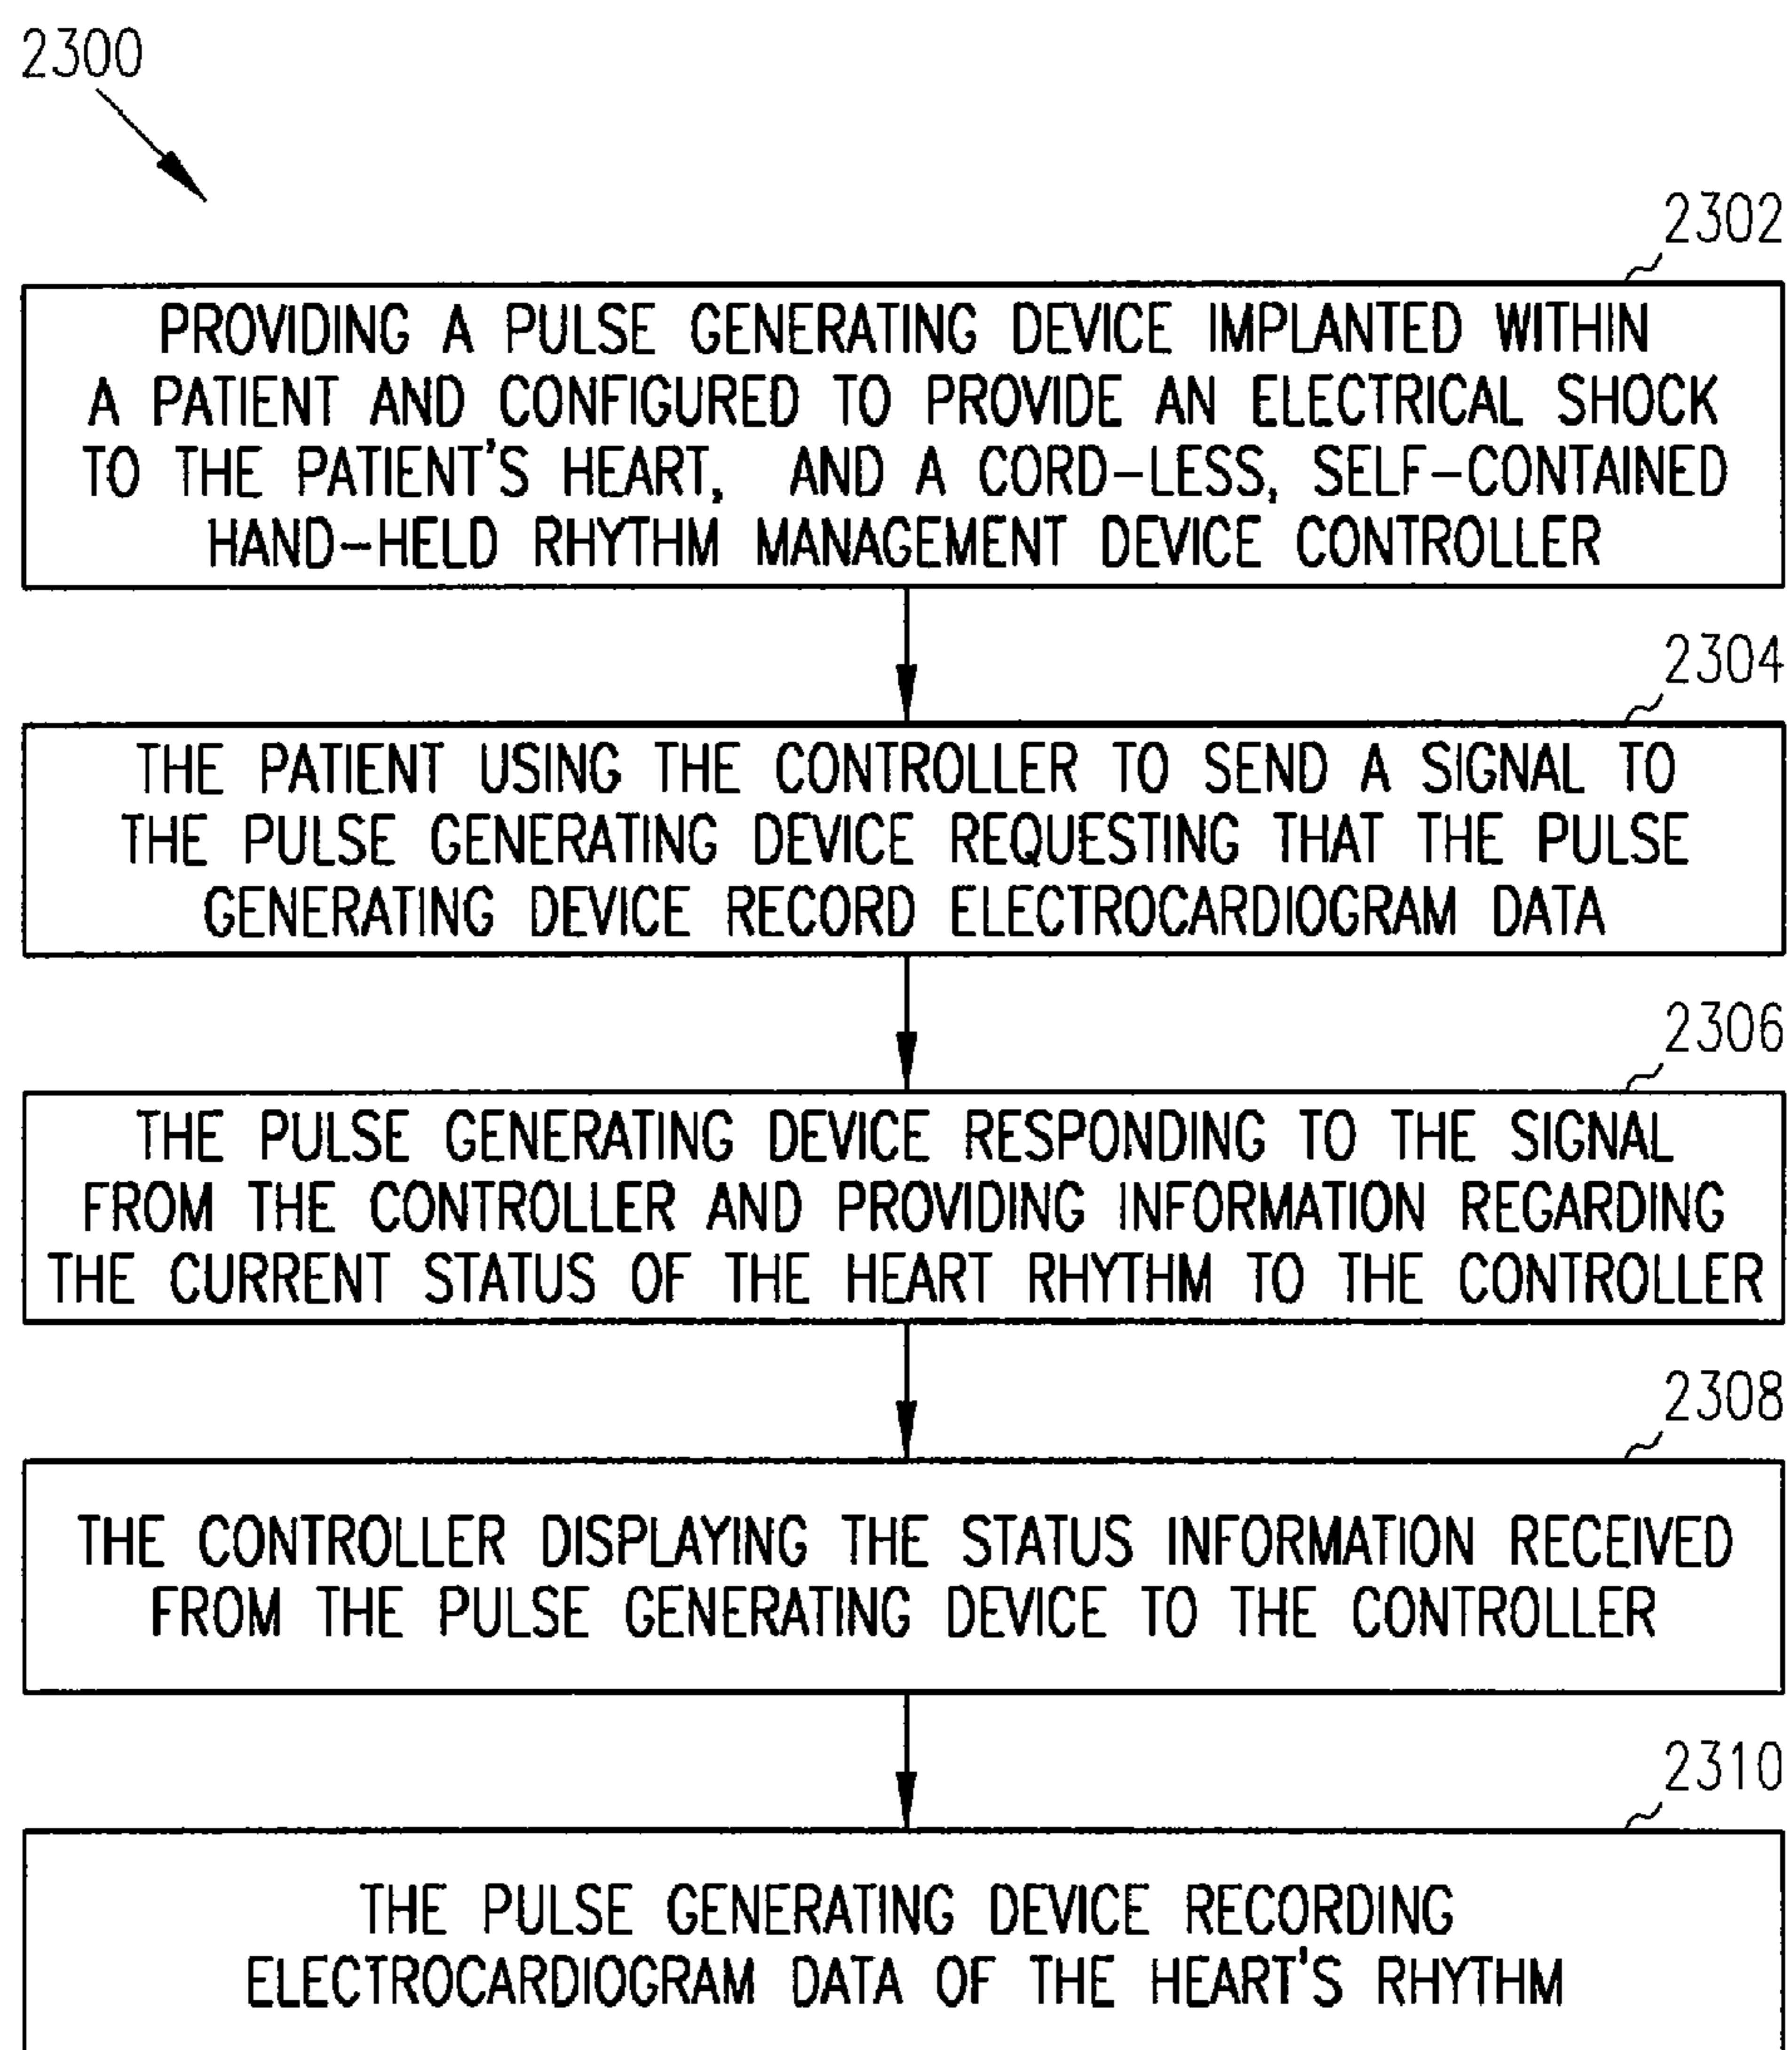 2300
2302
PROVIDING A PULSE GENERATING DEVICE IMPLANTED WITHIN
A PATIENT AND CONFIGURED TO PROVIDE AN ELECTRICAL SHOCK
TO THE PATIENT'S HEART, AND A CORD-LESS, SELF-CONTAINED
HAND-HELD RHYTHM MANAGEMENT DEVICE CONTROLLER
2304
THE PATIENT USING THE CONTROLLER TO SEND A SIGNAL TO
THE PULSE GENERATING DEVICE REQUESTING THAT THE PULSE
GENERATING DEVICE RECORD ELECTROCARDIOGRAM DATA
2306
THE PULSE GENERATING DEVICE RESPONDING TO THE SIGNAL
FROM THE CONTROLLER AND PROVIDING INFORMATION REGARDING
THE CURRENT STATUS OF THE HEART RHYTHM TO THE CONTROLLER
2308
THE CONTROLLER DISPLAYING THE STATUS INFORMATION RECEIVED
FROM THE PULSE GENERATING DEVICE TO THE CONTROLLER
2310
THE PULSE GENERATING DEVICE RECORDING
ELECTROCARDIOGRAM DATA OF THE HEART'S RHYTHM